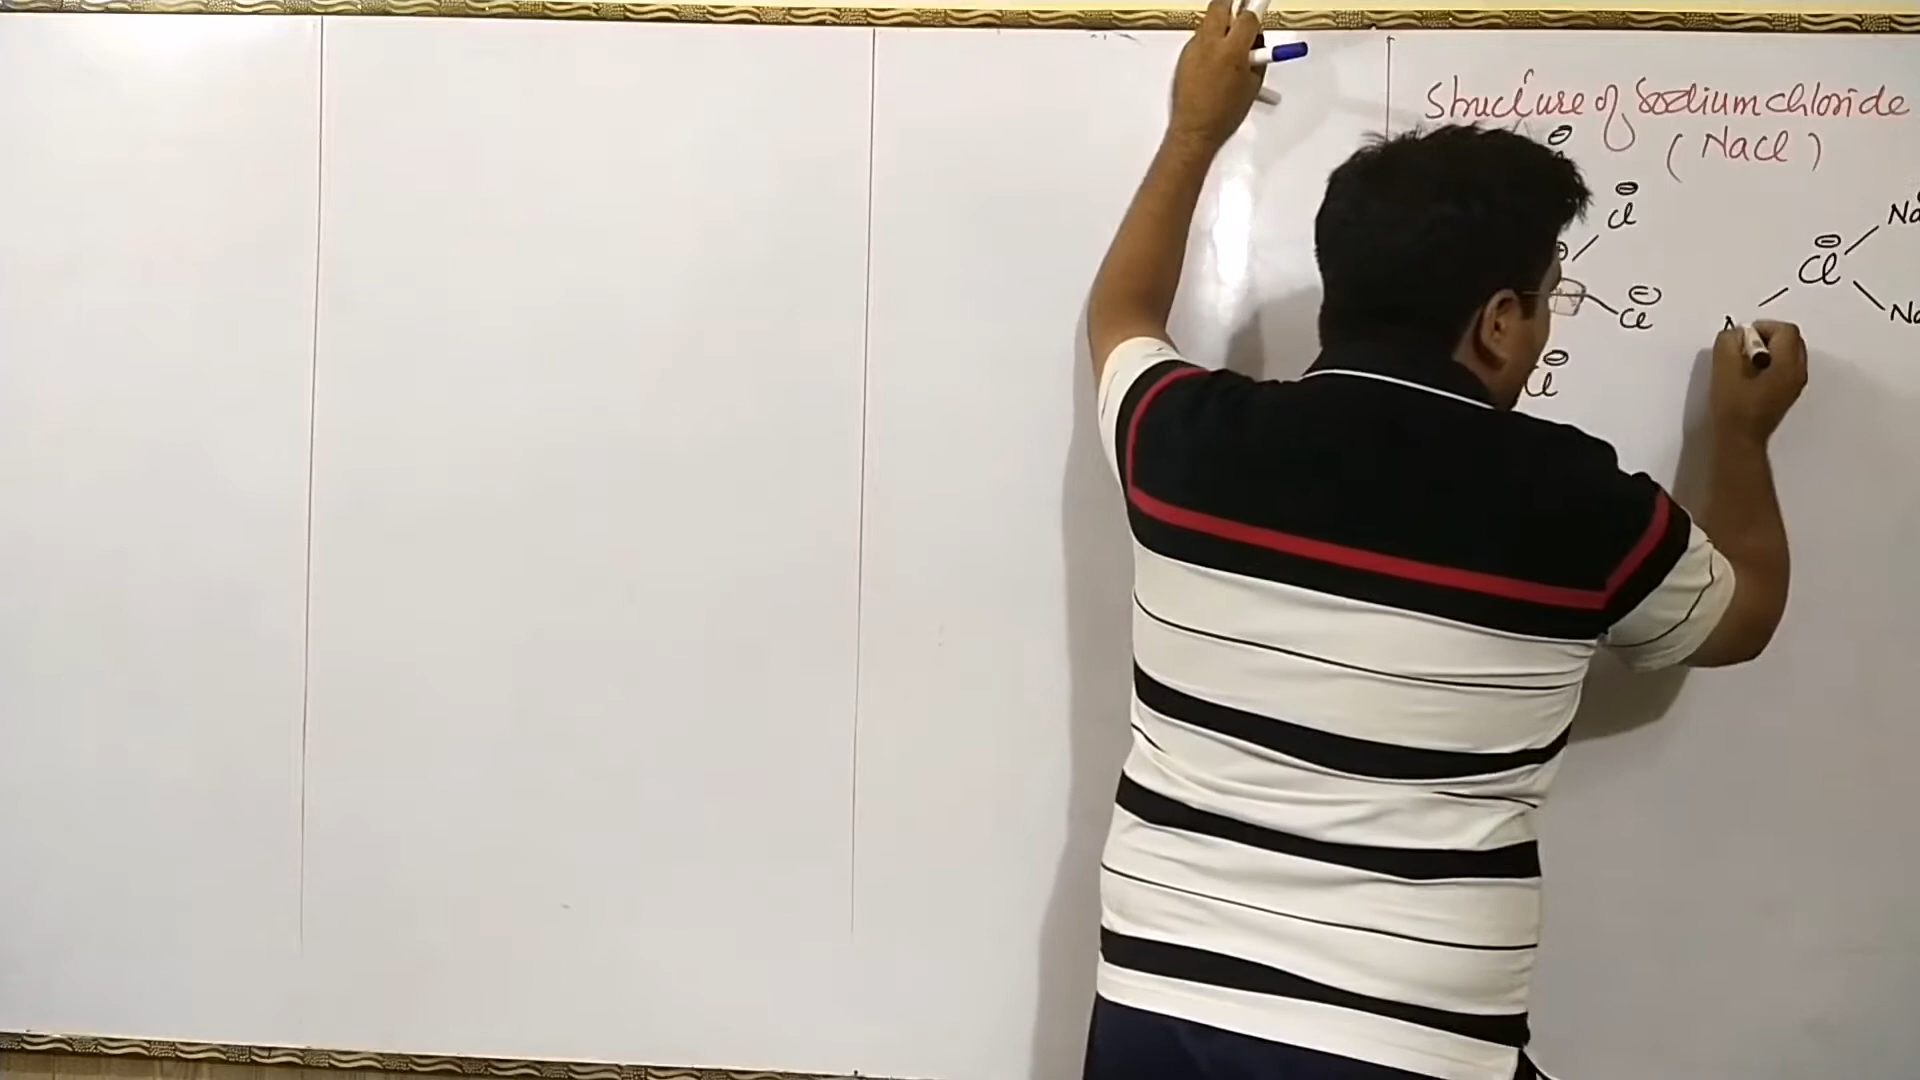 Structure of Sodium chloride
(NaCl)
⊖
⊖
Cl
⊖
Cl
Na
⊖
Cl
⊖
Cl
Na
⊖
Cl